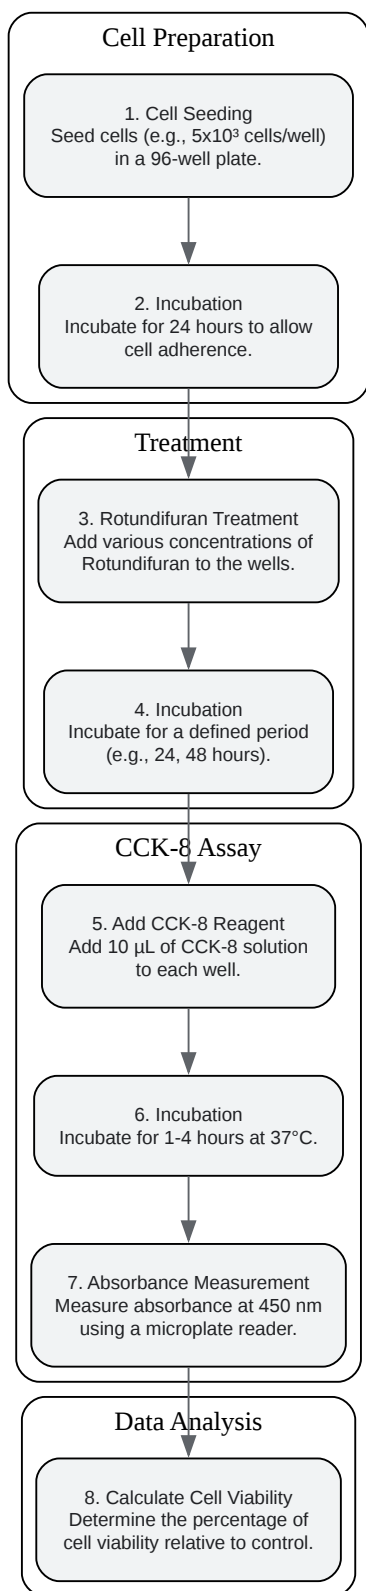 Cell Preparation
1. Cell Seeding
Seed cells (e.g., 5x10³ cells/well)
in a 96-well plate.
2. Incubation
Incubate for 24 hours to allow
cell adherence.
Treatment
3. Rotundifuran Treatment
Add various concentrations of
Rotundifuran to the wells.
4. Incubation
Incubate for a defined period
(e.g., 24, 48 hours).
CCK-8 Assay
5. Add CCK-8 Reagent
Add 10 µL of CCK-8 solution
to each well.
6. Incubation
Incubate for 1-4 hours at 37°C.
7. Absorbance Measurement
Measure absorbance at 450 nm
using a microplate reader.
Data Analysis
8. Calculate Cell Viability
Determine the percentage of
cell viability relative to control.